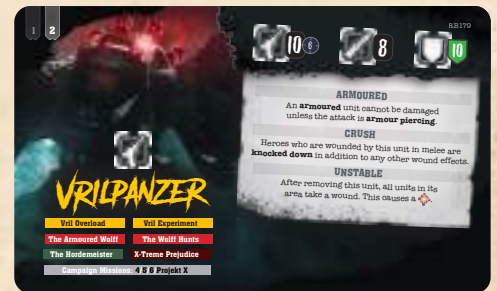 1 2
RB179
10 6 8 10
ARMOURED
An armoured unit cannot be damaged
unless the attack is armour piercing.
CRUSH
Heroes who are wounded by this unit in melee are
knocked down in addition to any other wound effects.
UNSTABLE
After removing this unit, all units in its
area take a wound. This causes a
VRILPANZER
Vril Overload Vril Experiment
The Armoured Wolff The Wolff Hunts
The Hordemeister X-Treme Prejudice
Campaign Missions: 4 5 6 Projekt X